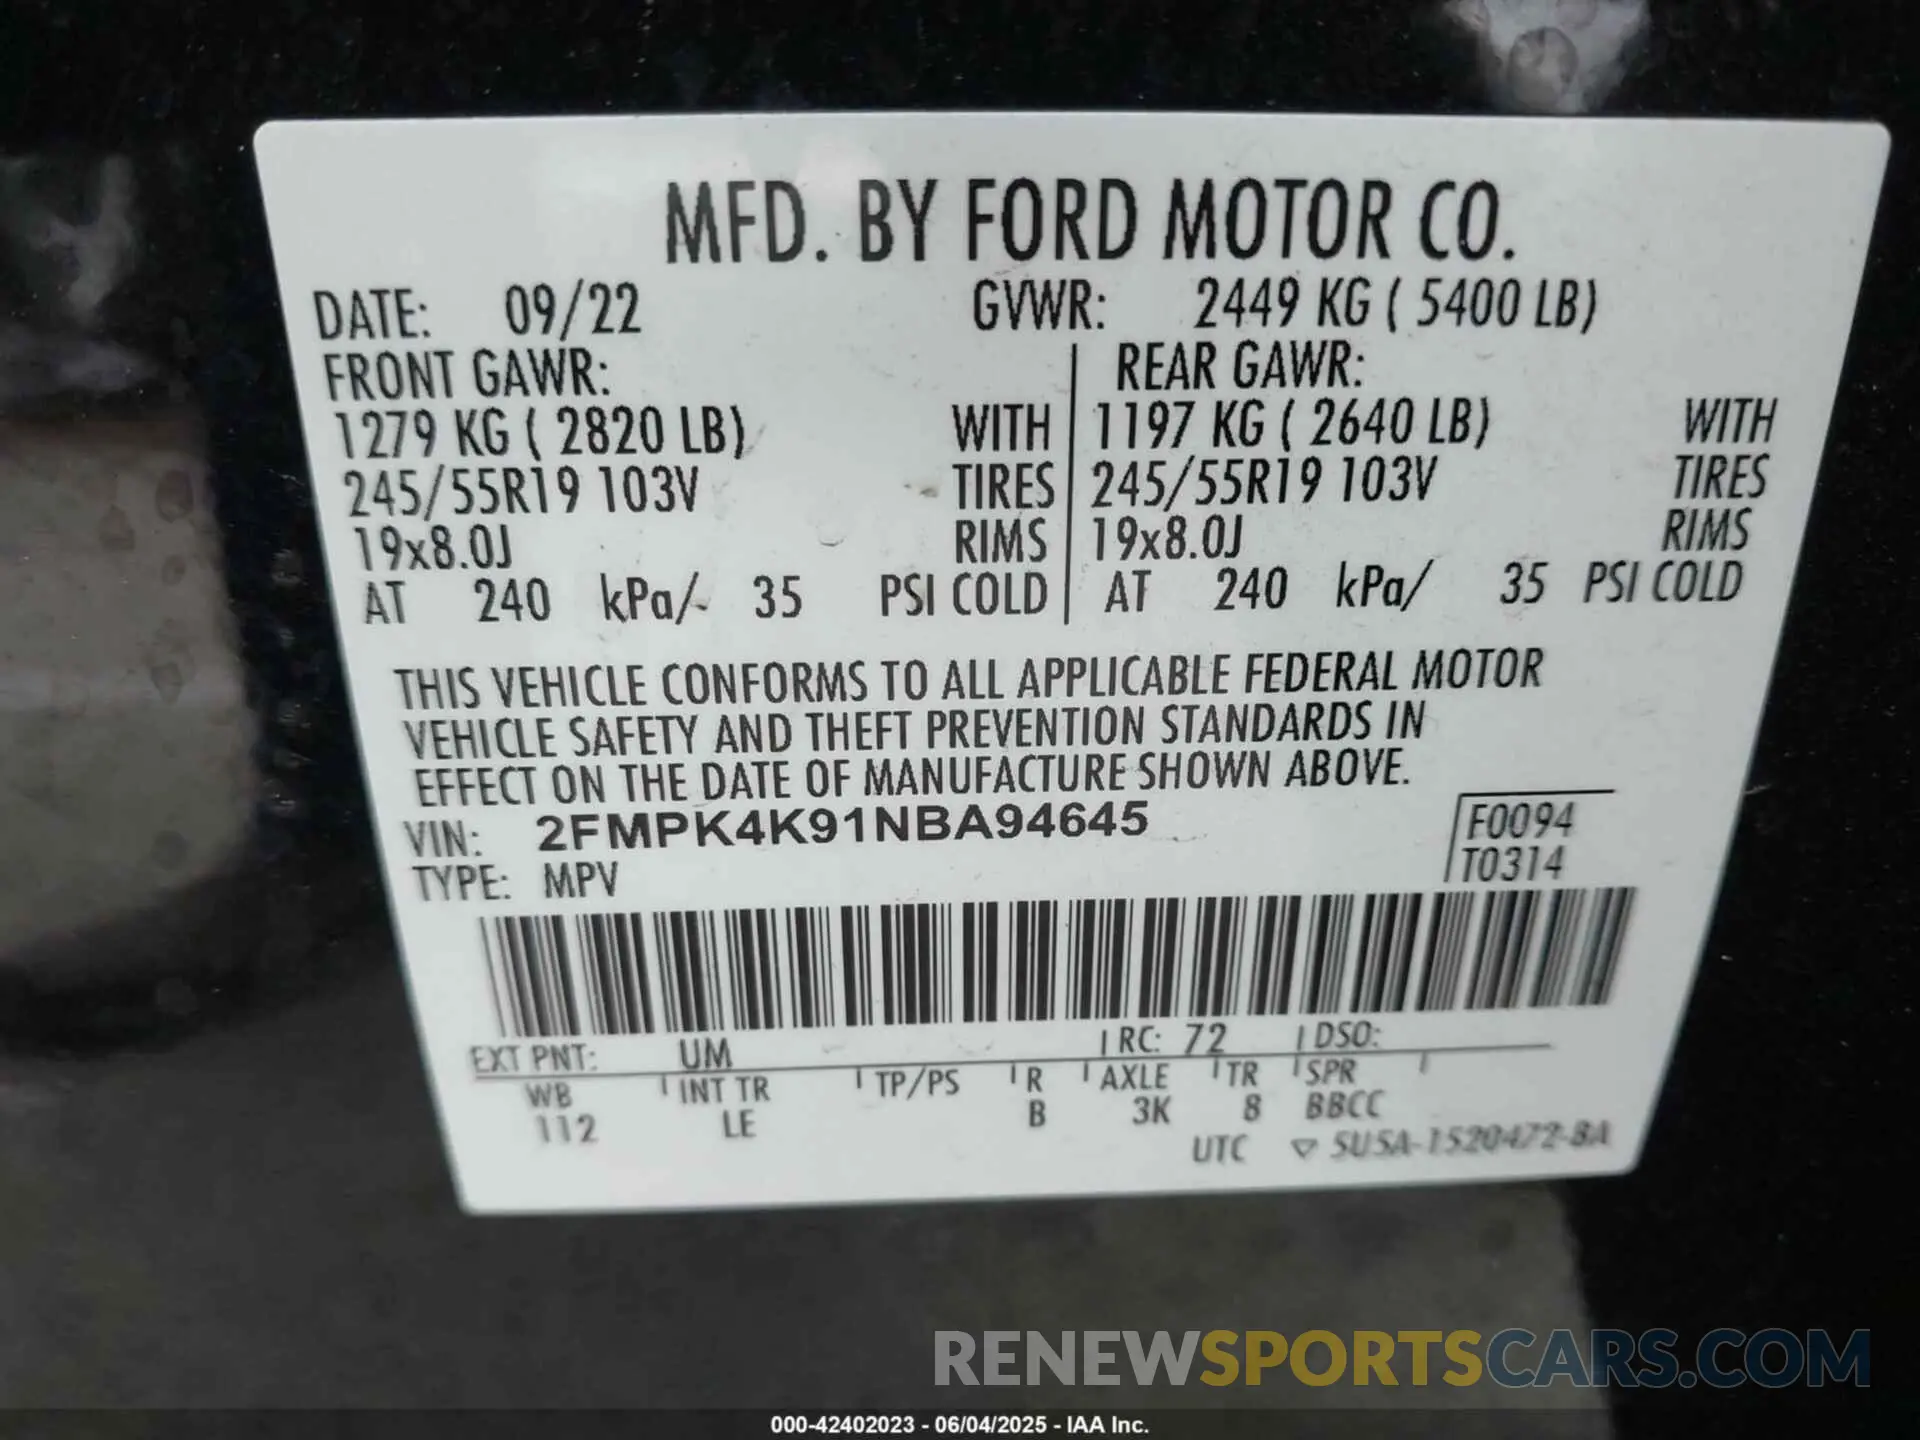 MFD. BY FORD MOTOR CO.
DATE: 09/22 GVWR: 2449 KG ( 5400 LB)
FRONT GAWR: REAR GAWR:
1279 KG ( 2820 LB) WITH 1197 KG ( 2640 LB) WITH
245/55R19 103V TIRES 245/55R19 103V TIRES
19x8.0J RIMS 19x8.0J RIMS
AT 240 kPa/ 35 PSI COLD AT 240 kPa/ 35 PSI COLD
THIS VEHICLE CONFORMS TO ALL APPLICABLE FEDERAL MOTOR
VEHICLE SAFETY AND THEFT PREVENTION STANDARDS IN
EFFECT ON THE DATE OF MANUFACTURE SHOWN ABOVE.
VIN: 2FMPK4K91NBA94645 F0094
TYPE: MPV T0314
EXT PNT: UM RC: 72 DSO:
WB INT TR TP/PS R AXLE TR SPR
112 LE B 3K 8 BBCC
UTC ▽ 5U5A-1520472-BA
RENEWSPORTSCARS.COM
000-42402023 - 06/04/2025 - IAA Inc.